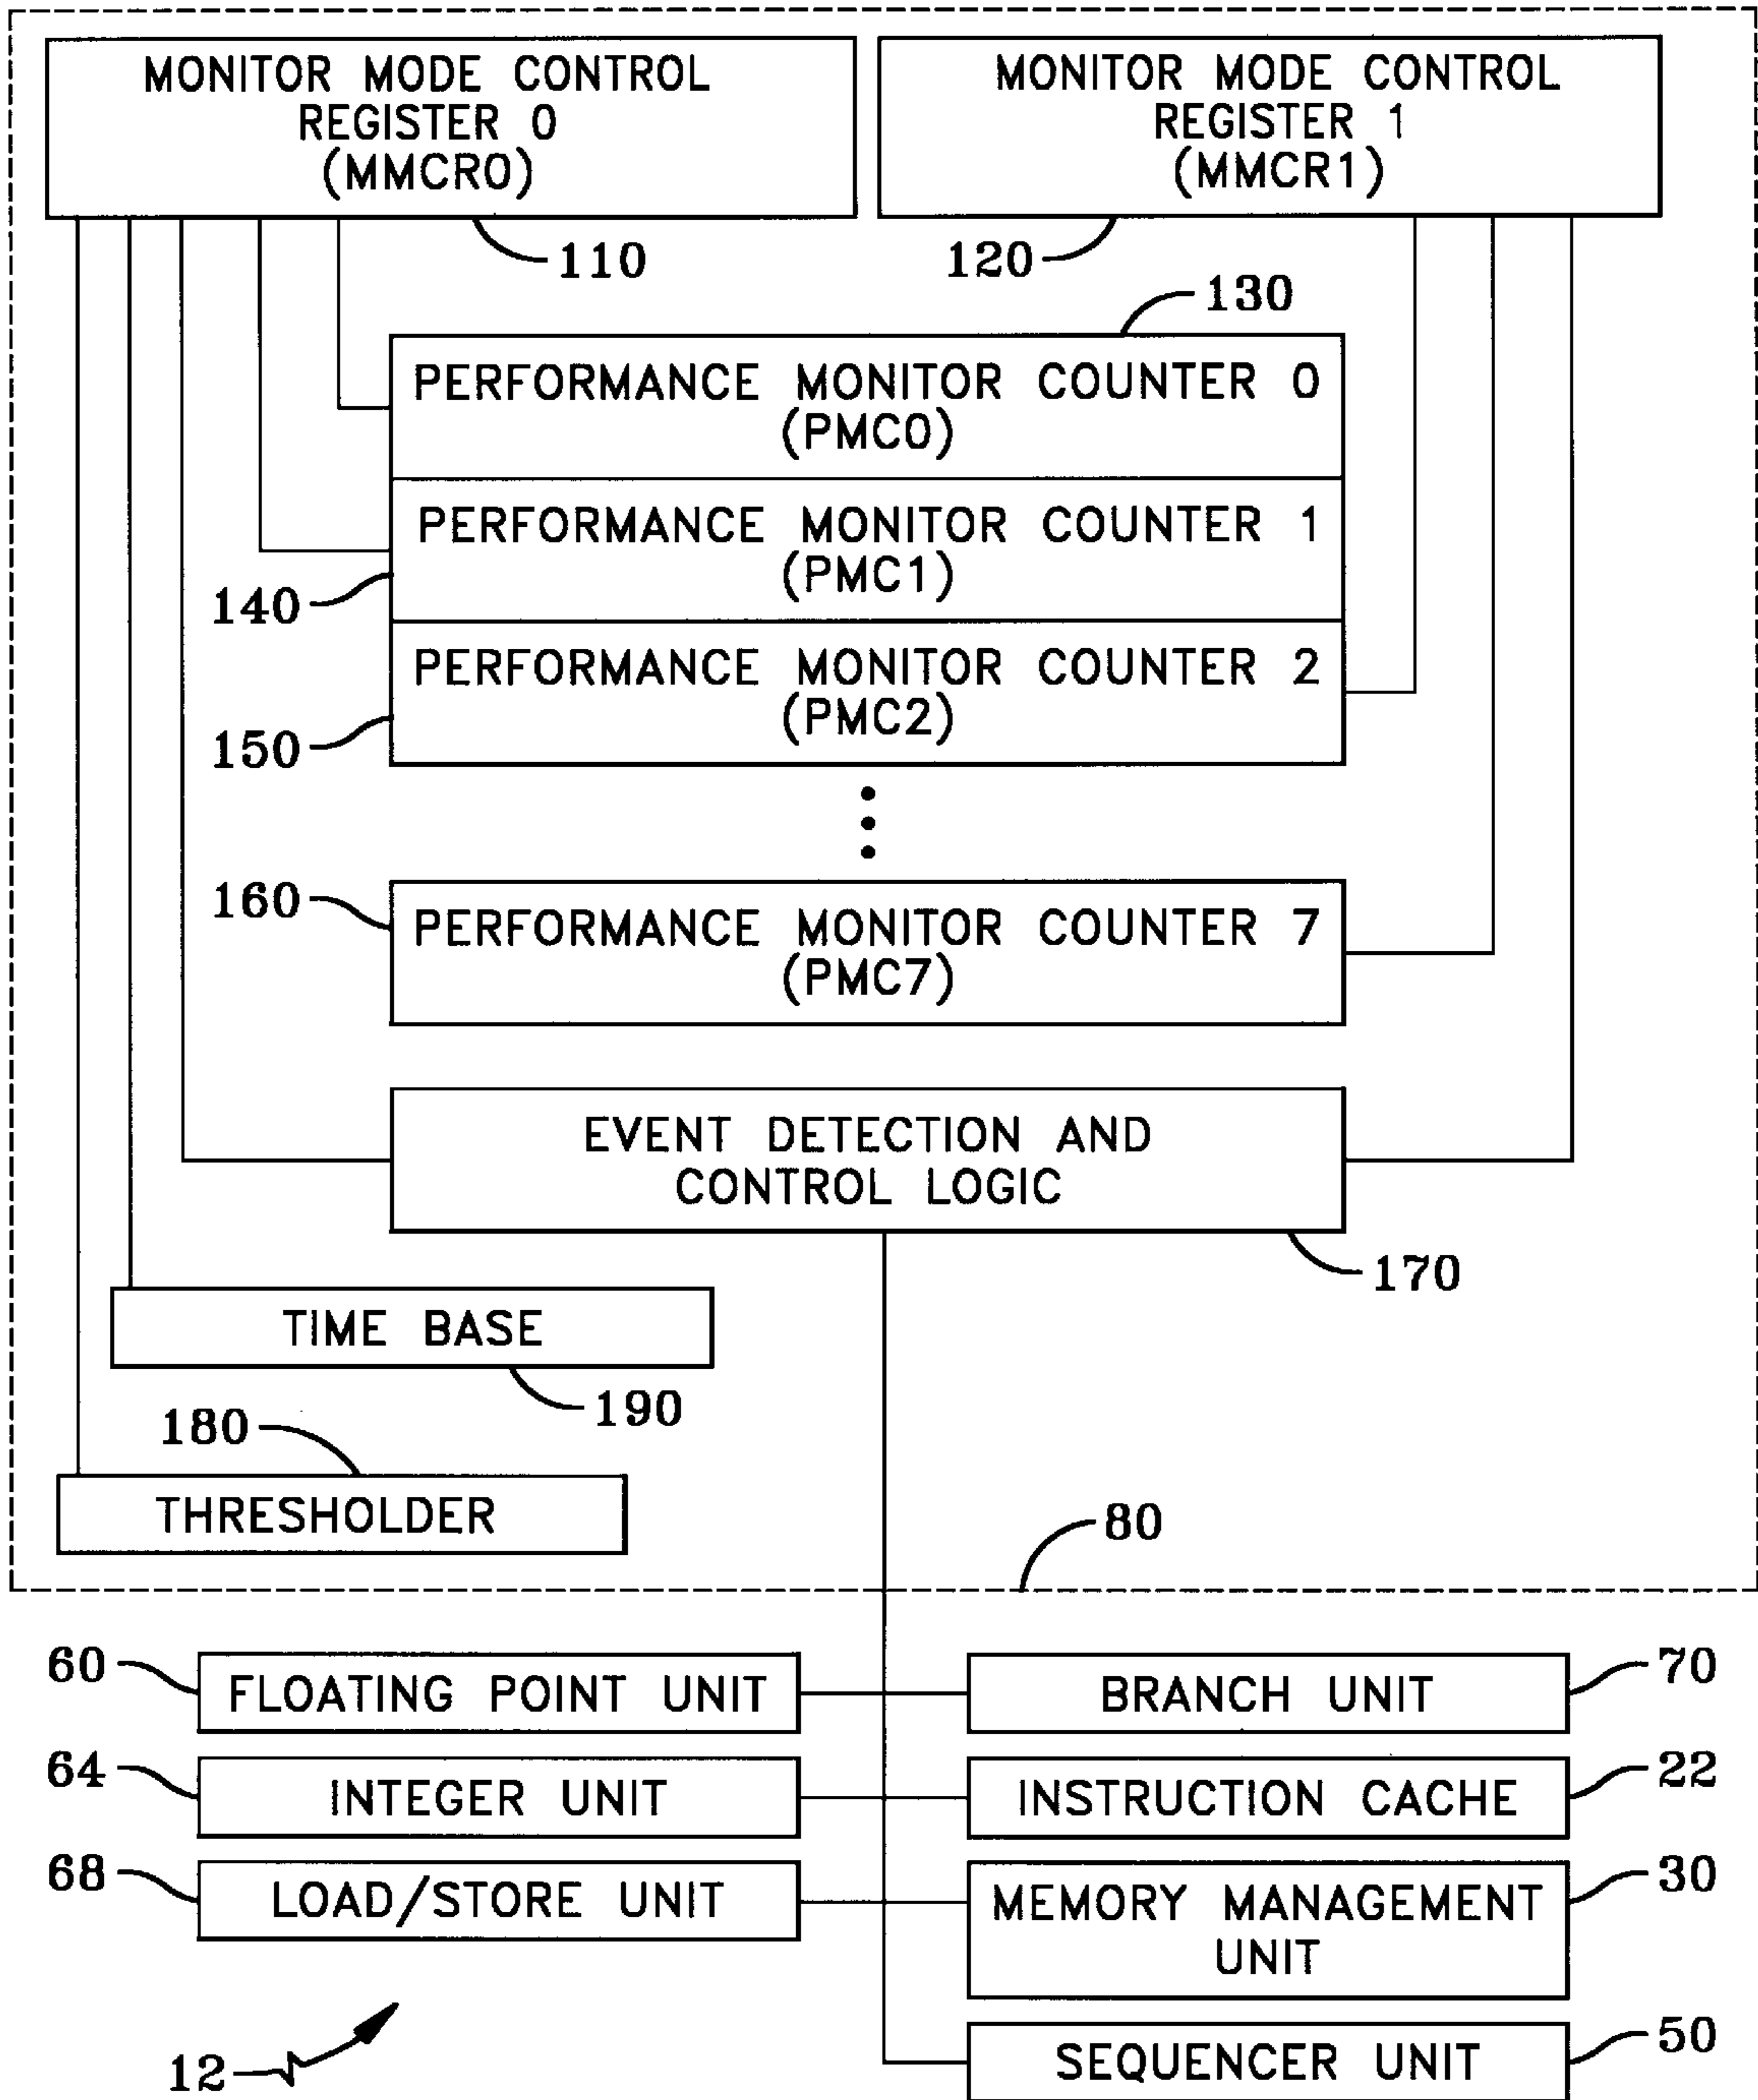 MONITOR MODE CONTROL
REGISTER 0
(MMCR0)
MONITOR MODE CONTROL
REGISTER 1
(MMCR1)
110
120
130
PERFORMANCE MONITOR COUNTER 0
(PMC0)
PERFORMANCE MONITOR COUNTER 1
(PMC1)
140
PERFORMANCE MONITOR COUNTER 2
(PMC2)
150
160
PERFORMANCE MONITOR COUNTER 7
(PMC7)
EVENT DETECTION AND
CONTROL LOGIC
170
TIME BASE
190
180
THRESHOLDER
80
60
FLOATING POINT UNIT
BRANCH UNIT
70
64
INTEGER UNIT
INSTRUCTION CACHE
22
68
LOAD/STORE UNIT
MEMORY MANAGEMENT
UNIT
30
12
SEQUENCER UNIT
50